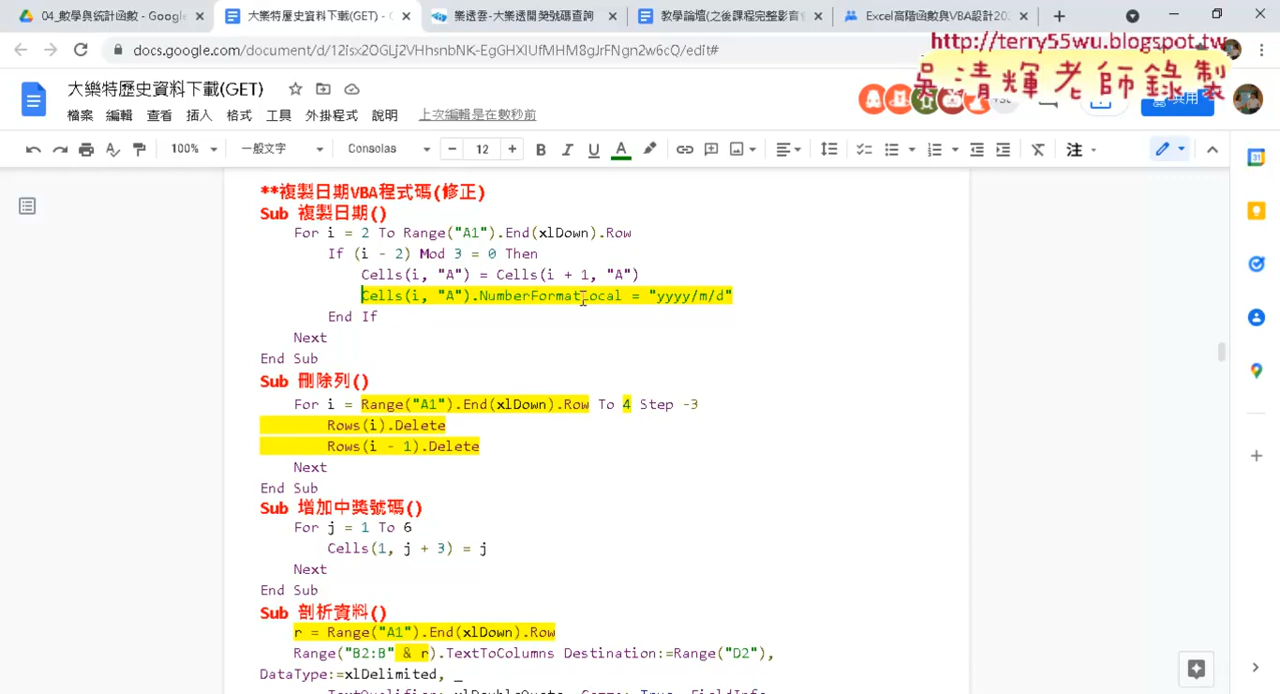 04_數學與統計函數 - Google
大樂特歷史資料下載(GET) - G
樂透雲-大樂透開獎號碼查詢
教學論壇(之後課程完整影音
Excel高階函數與VBA設計202
docs.google.com/document/d/12isx2OGLj2VHhsnbNK-EgGHXIUfMHM8gJrFNgn2w6cQ/edit#
http://terry55wu.blogspot.tw
吳清輝老師錄製
大樂特歷史資料下載(GET)
檔案 編輯 查看 插入 格式 工具 外掛程式 說明 上次編輯是在數秒前
共用
100% 一般文字 Consolas 12 B I U A 注
**複製日期VBA程式碼(修正)
Sub 複製日期()
For i = 2 To Range("A1").End(xlDown).Row
If (i - 2) Mod 3 = 0 Then
Cells(i, "A") = Cells(i + 1, "A")
Cells(i, "A").NumberFormatLocal = "yyyy/m/d"
End If
Next
End Sub
Sub 刪除列()
For i = Range("A1").End(xlDown).Row To 4 Step -3
Rows(i).Delete
Rows(i - 1).Delete
Next
End Sub
Sub 增加中獎號碼()
For j = 1 To 6
Cells(1, j + 3) = j
Next
End Sub
Sub 剖析資料()
r = Range("A1").End(xlDown).Row
Range("B2:B" & r).TextToColumns Destination:=Range("D2"),
DataType:=xlDelimited, _